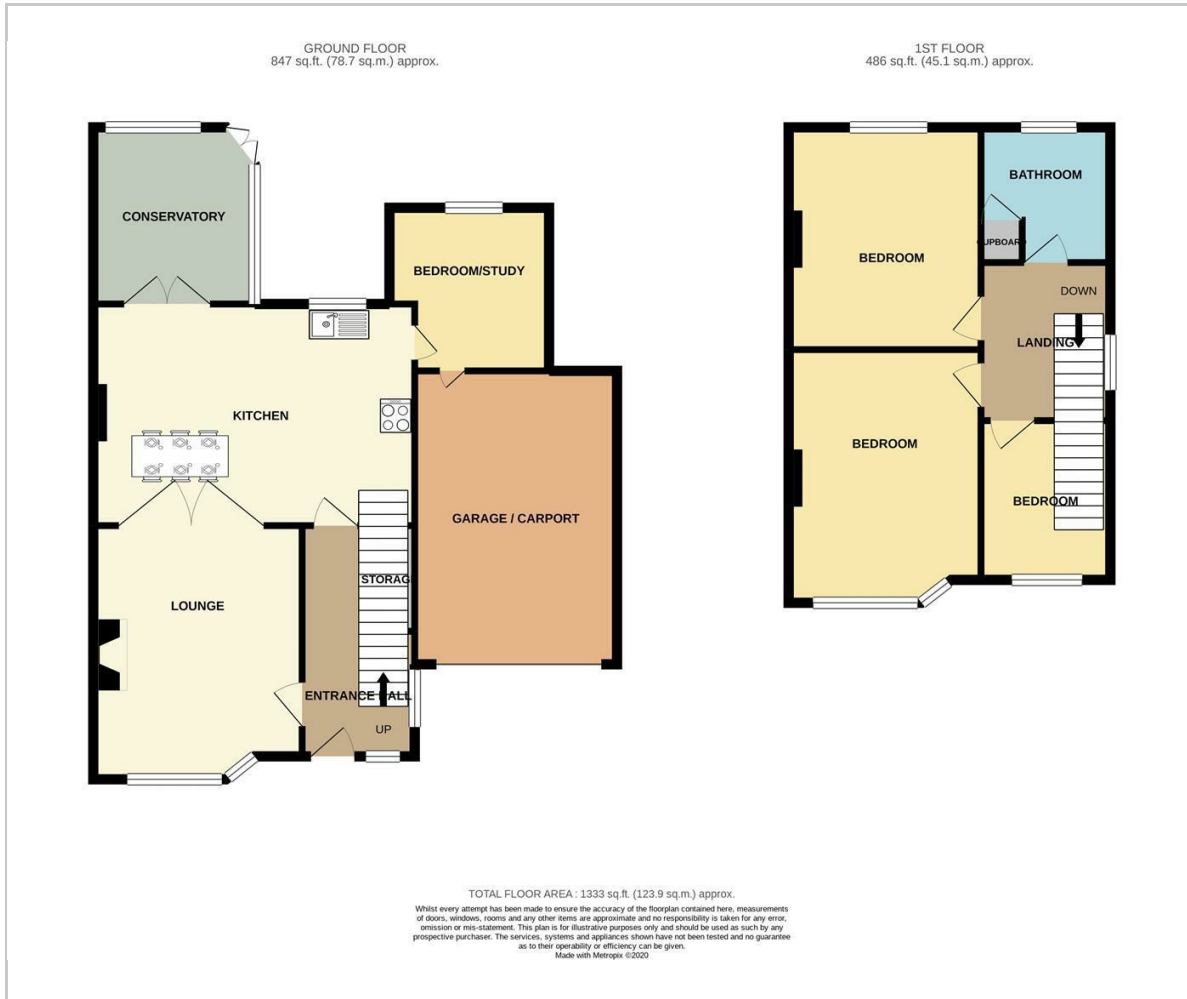 GROUND FLOOR
847 sq.ft. (78.7 sq.m.) approx.
1ST FLOOR
486 sq.ft. (45.1 sq.m.) approx.
CONSERVATORY
BEDROOM/STUDY
KITCHEN
GARAGE / CARPORT
STORAG
LOUNGE
ENTRANCE HALL
UP
BATHROOM
CUPBOARD
BEDROOM
DOWN
LANDING
BEDROOM
BEDROOM
TOTAL FLOOR AREA : 1333 sq.ft. (123.9 sq.m.) approx.
Whilst every attempt has been made to ensure the accuracy of the floorplan contained here, measurements
of doors, windows, rooms and any other items are approximate and no responsibility is taken for any error,
omission or mis-statement. This plan is for illustrative purposes only and should be used as such by any
prospective purchaser. The services, systems and appliances shown have not been tested and no guarantee
as to their operability or efficiency can be given.
Made with Metropix ©2020